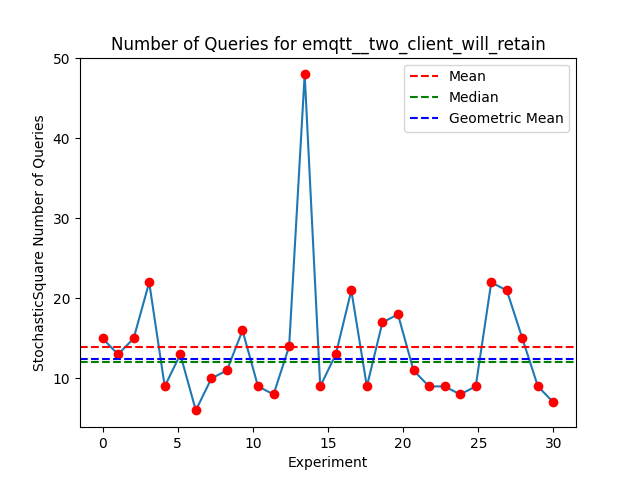 Number of Queries for emqtt__two_client_will_retain
StochasticSquare Number of Queries
50
40
30
20
10
Mean
Median
Geometric Mean
0 5 10 15 20 25 30
Experiment